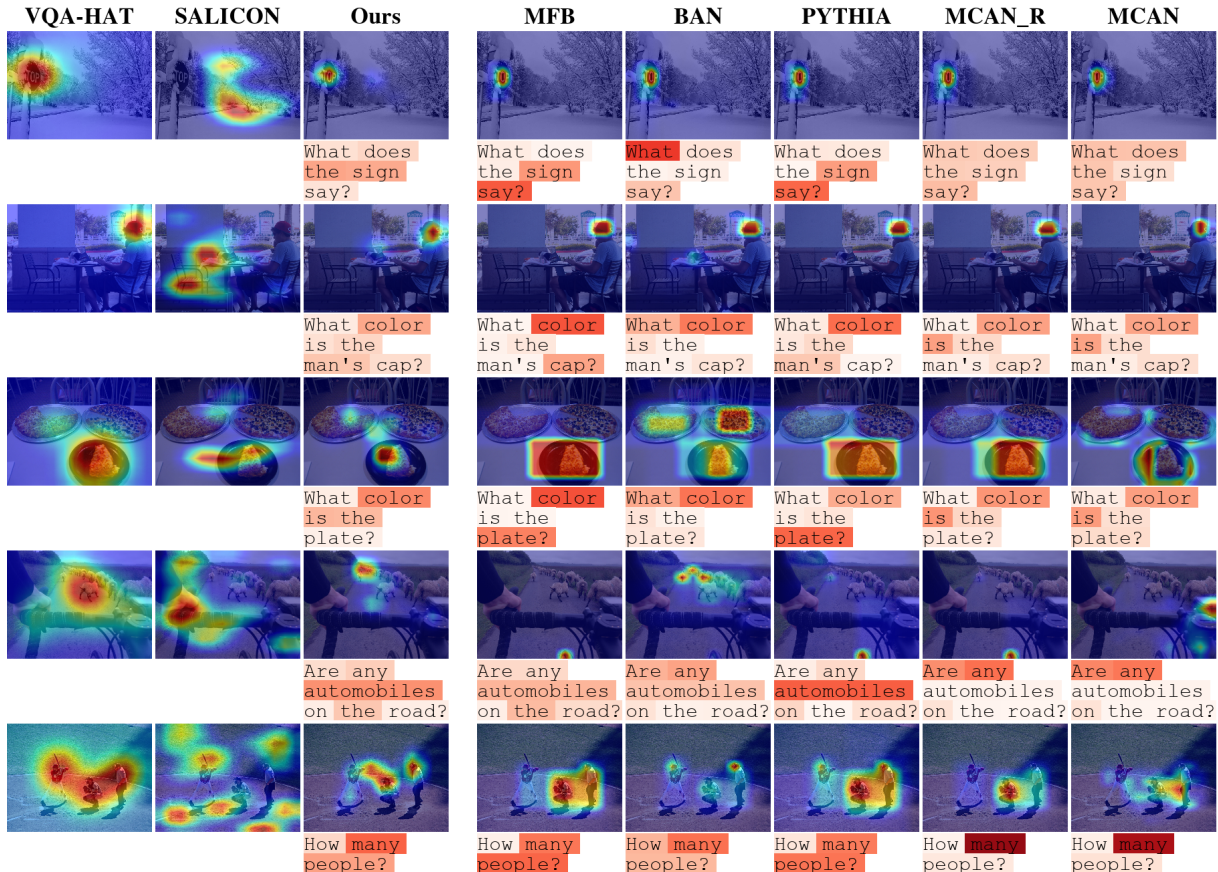 VQA-HAT SALICON Ours MFB BAN PYTHIA MCAN_R MCAN
What does What does What does What does What does What does
the sign the sign the sign the sign the sign the sign
say? say? say? say? say? say?
What color What color What color What color What color What color
is the is the is the is the is the is the
man's cap? man's cap? man's cap? man's cap? man's cap? man's cap?
What color What color What color What color What color What color
is the is the is the is the is the is the
plate? plate? plate? plate? plate? plate?
Are any Are any Are any Are any Are any Are any
automobiles automobiles automobiles automobiles automobiles automobiles
on the road? on the road? on the road? on the road? on the road? on the road?
How many How many How many How many How many How many
people? people? people? people? people? people?